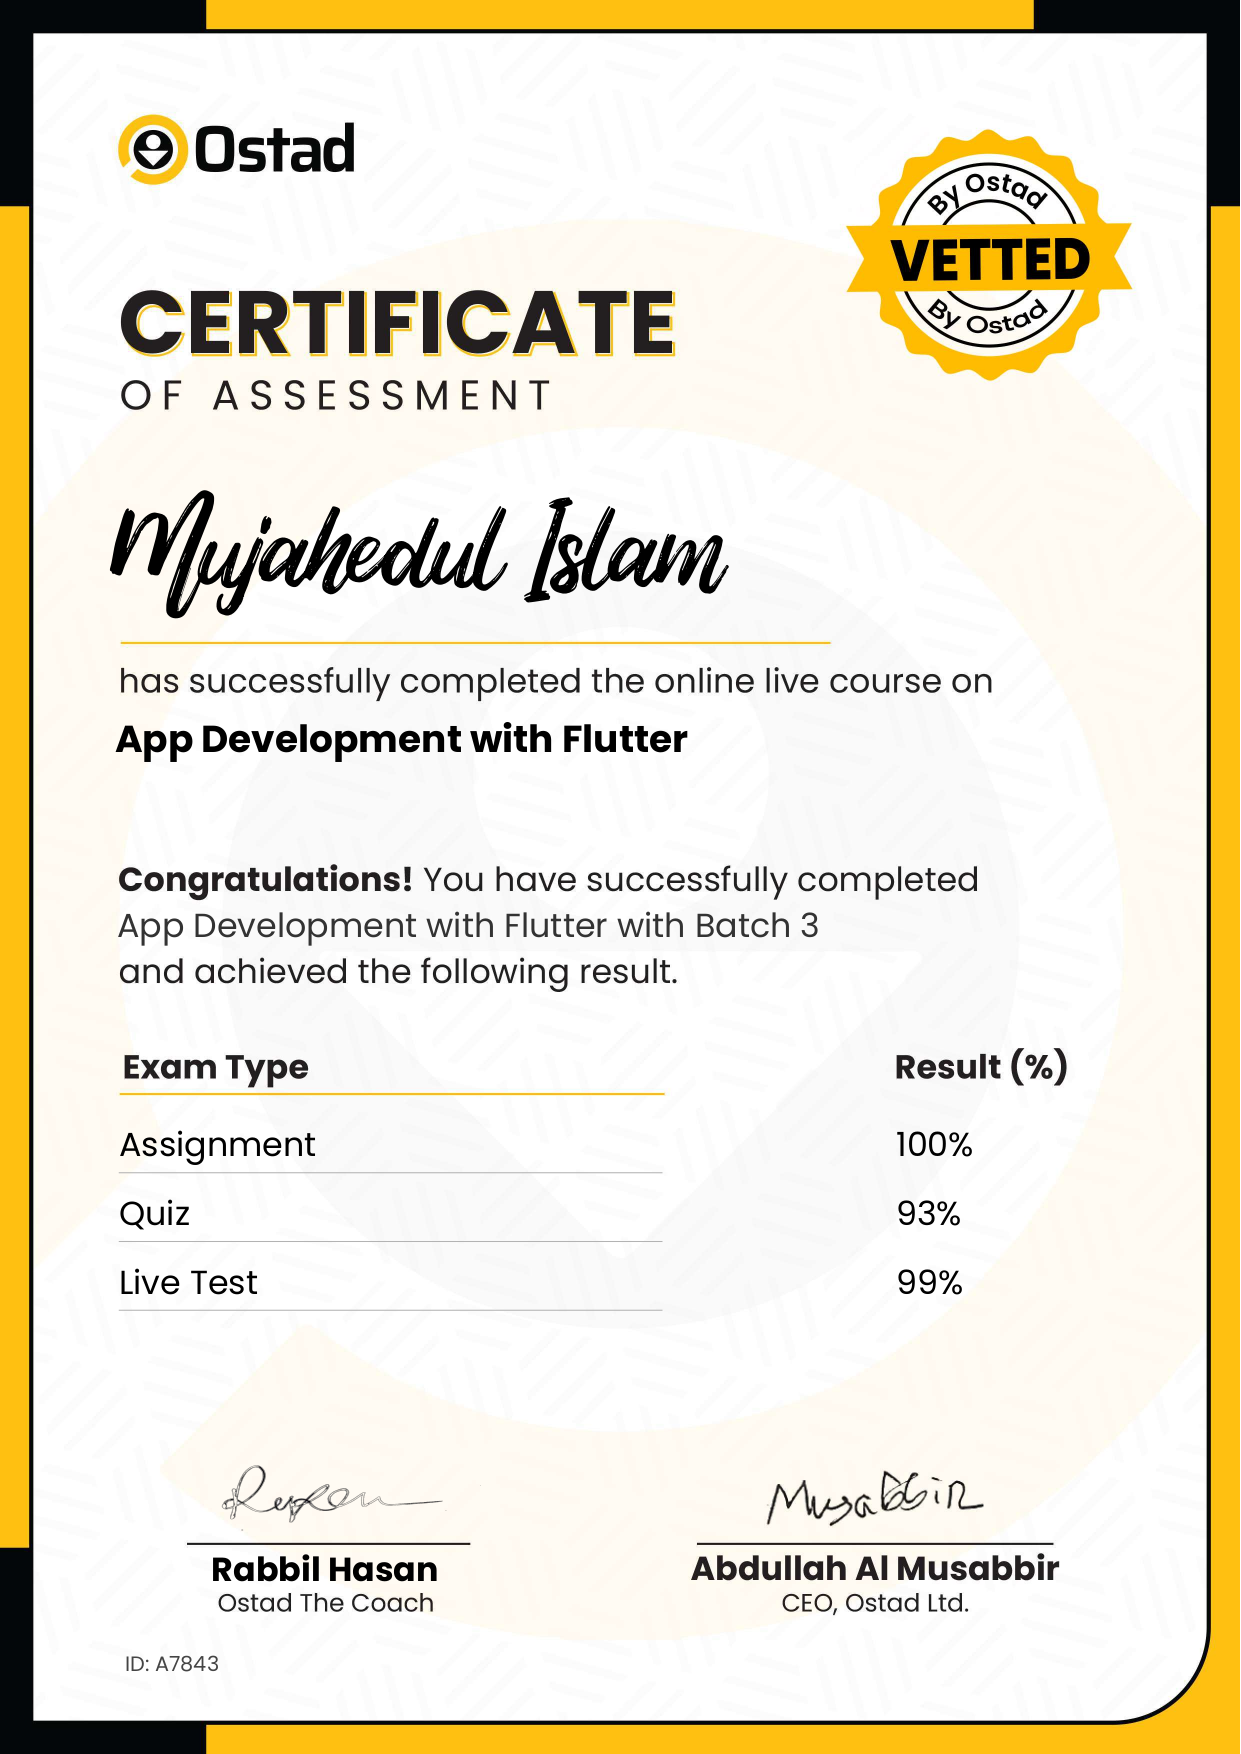 Ostad
By Ostad
VETTED
By Ostad
CERTIFICATE
OF ASSESSMENT
Mujahedul Islam
has successfully completed the online live course on
App Development with Flutter
Congratulations! You have successfully completed
App Development with Flutter with Batch 3
and achieved the following result.
Exam Type Result (%)
Assignment 100%
Quiz 93%
Live Test 99%
Musabbir
Rabbil Hasan Abdullah Al Musabbir
Ostad The Coach CEO, Ostad Ltd.
ID: A7843